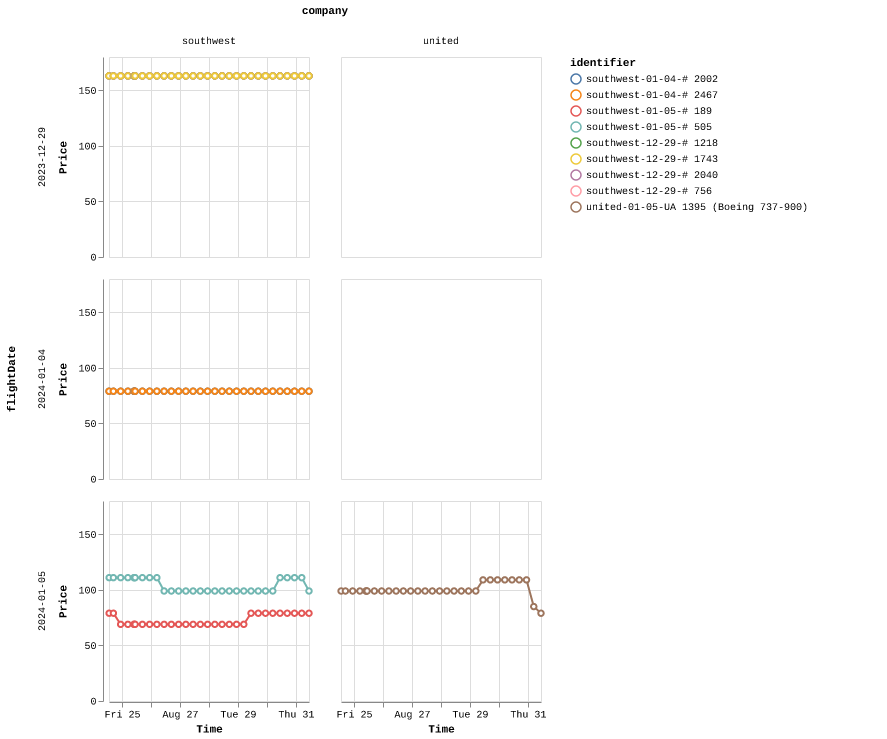 company
southwest
united
identifier
southwest-01-04-# 2002
southwest-01-04-# 2467
southwest-01-05-# 189
southwest-01-05-# 505
southwest-12-29-# 1218
southwest-12-29-# 1743
southwest-12-29-# 2040
southwest-12-29-# 756
united-01-05-UA 1395 (Boeing 737-900)
flightDate
2023-12-29
Price
150
100
50
0
2024-01-04
Price
150
100
50
0
2024-01-05
Price
150
100
50
0
Fri 25 Aug 27 Tue 29 Thu 31
Time
Fri 25 Aug 27 Tue 29 Thu 31
Time